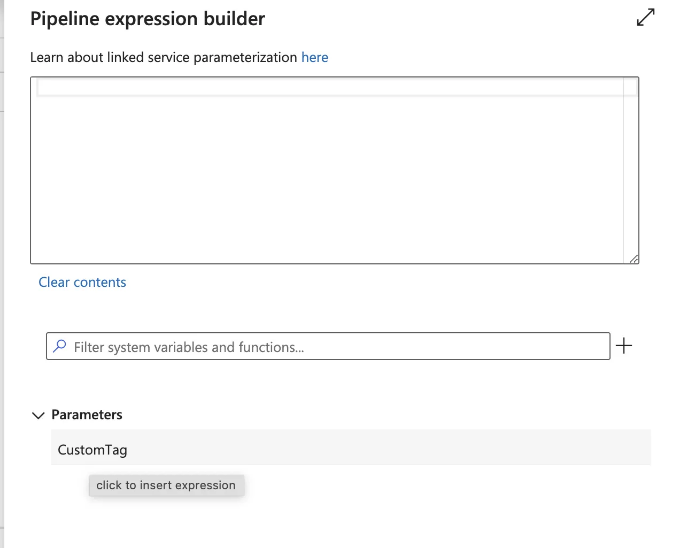 Pipeline expression builder
Learn about linked service parameterization here
Clear contents
Filter system variables and functions...
Parameters
CustomTag
click to insert expression